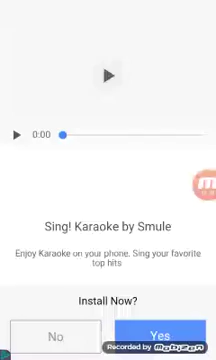 0:00
Sing! Karaoke by Smule
Enjoy Karaoke on your phone. Sing your favorite
top hits
Install Now?
No
Yes
Recorded by Mobizen